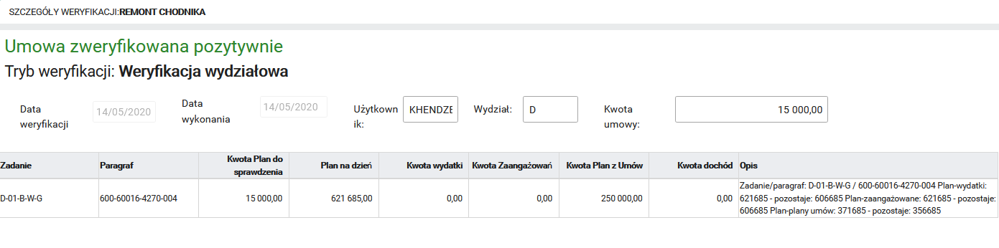 SZCZEGÓŁY WERYFIKACJI:REMONT CHODNIKA
Umowa zweryfikowana pozytywnie
Tryb weryfikacji: Weryfikacja wydziałowa
Data weryfikacji 14/05/2020 Data wykonania 14/05/2020 Użytkownik: KHENDZE Wydział: D Kwota umowy: 15 000,00
Zadanie Paragraf Kwota Plan do sprawdzenia Plan na dzień Kwota wydatki Kwota Zaangażowań Kwota Plan z Umów Kwota dochód Opis
D-01-B-W-G 600-60016-4270-004 15 000,00 621 685,00 0,00 0,00 250 000,00 0,00
Zadanie/paragraf: D-01-B-W-G / 600-60016-4270-004 Plan-wydatki:
621685 - pozostaje: 606685 Plan-zaangażowane: 621685 - pozostaje:
606685 Plan-plany umów: 371685 - pozostaje: 356685